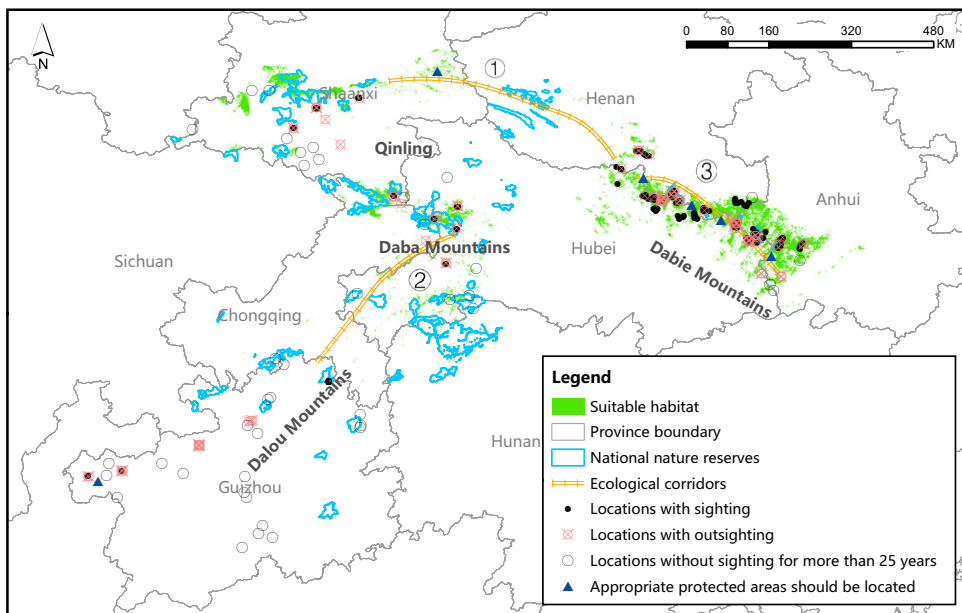 N
0 80 160 320 480
KM
①
Shaanxi
Henan
Qinling
③
Anhui
Daba Mountains
Hubei
Sichuan
Dabie Mountains
②
Chongqing
Dalou Mountains
Hunan
Guizhou
Legend
Suitable habitat
Province boundary
National nature reserves
Ecological corridors
Locations with sighting
Locations with outsighting
Locations without sighting for more than 25 years
Appropriate protected areas should be located